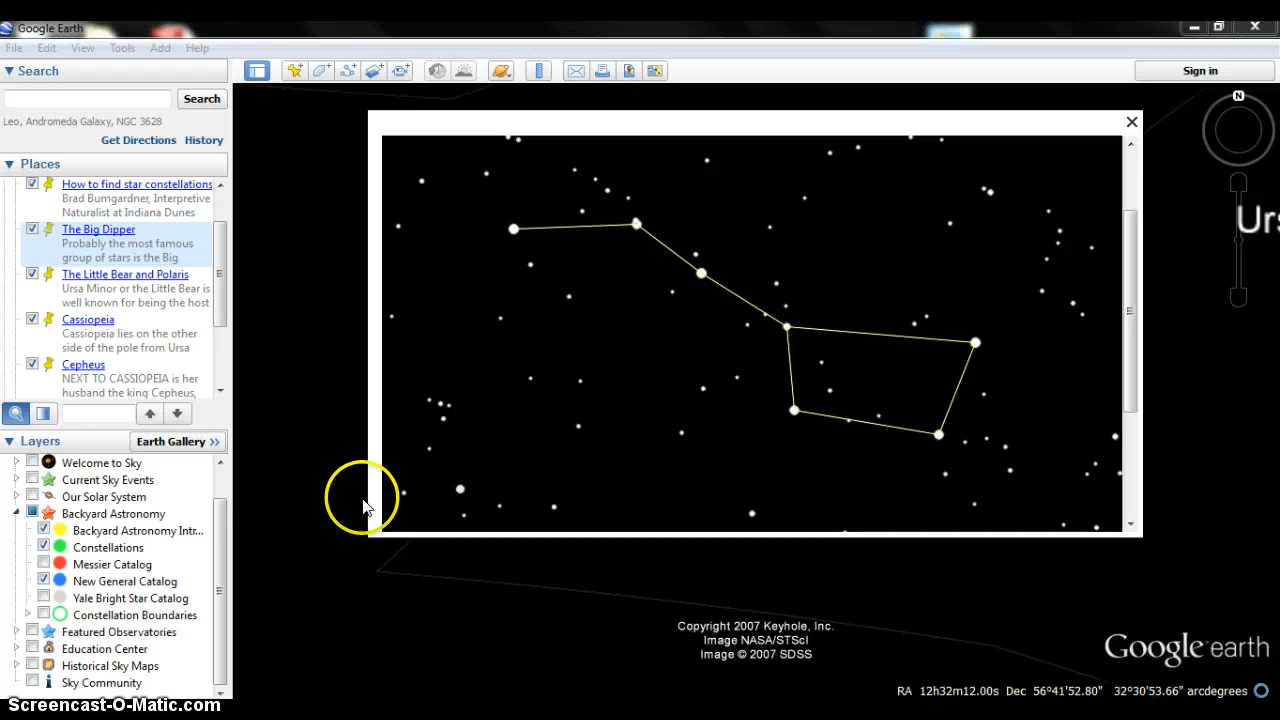 Google Earth
File Edit View Tools Add Help
Search
Sign in
Search
Leo, Andromeda Galaxy, NGC 3628
Get Directions History
Places
How to find star constellations
Brad Bumgardner, Interpretive
Naturalist at Indiana Dunes
The Big Dipper
Probably the most famous
group of stars is the Big
The Little Bear and Polaris
Ursa Minor or the Little Bear is
well known for being the host
Cassiopeia
Cassiopeia lies on the other
side of the pole from Ursa
Cepheus
NEXT TO CASSIOPEIA is her
husband the king Cepheus,
Layers
Earth Gallery >>
Welcome to Sky
Current Sky Events
Our Solar System
Backyard Astronomy
Backyard Astronomy Intr...
Constellations
Messier Catalog
New General Catalog
Yale Bright Star Catalog
Constellation Boundaries
Featured Observatories
Education Center
Historical Sky Maps
Sky Community
N
Urs
Copyright 2007 Keyhole, Inc.
Image NASA/STScI
Image © 2007 SDSS
Google earth
RA 12h32m12.00s Dec 56°41'52.80" 32°30'53.66" arcdegrees
Screencast-O-Matic.com